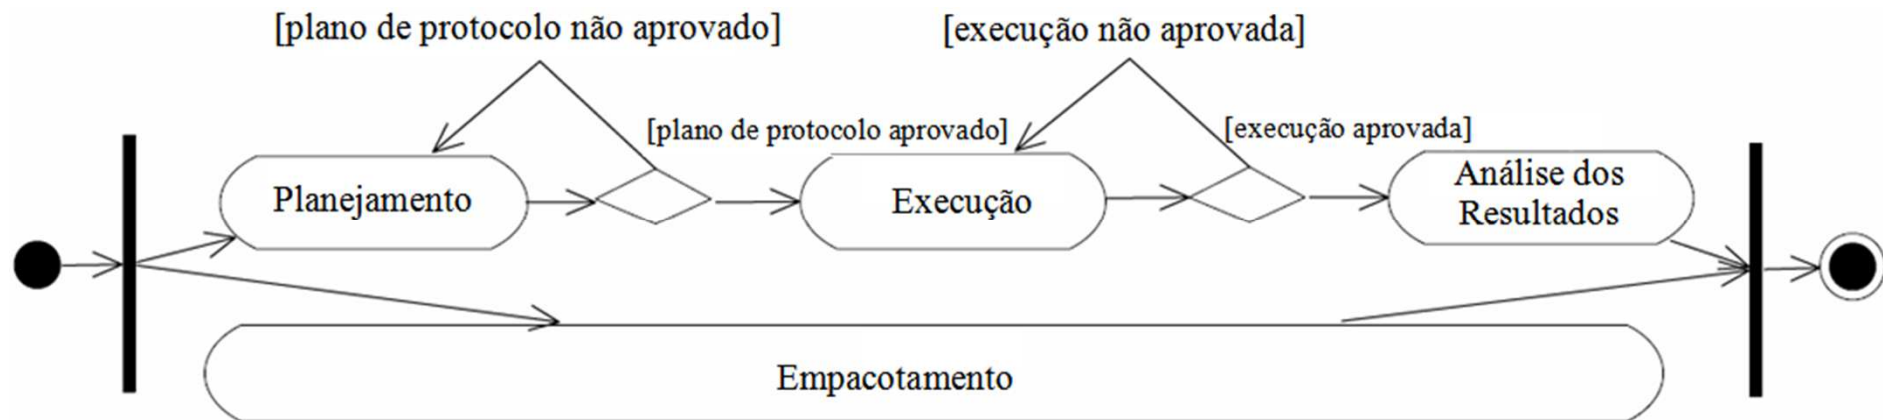 [plano de protocolo não aprovado]
[execução não aprovada]
[plano de protocolo aprovado]
[execução aprovada]
Planejamento
Execução
Análise dos
Resultados
Empacotamento